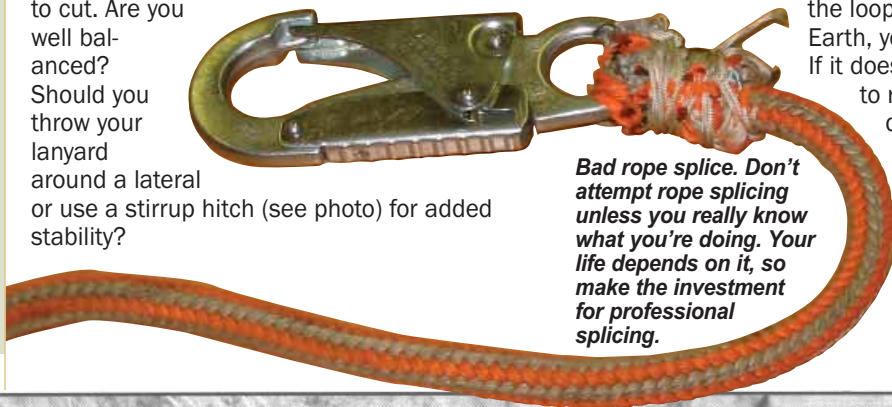 to cut. Are you
well bal-
anced?
Should you
throw your
lanyard
around a lateral
or use a stirrup hitch (see photo) for added
stability?
Bad rope splice. Don't
attempt rope splicing
unless you really know
what you're doing. Your
life depends on it, so
make the investment
for professional
splicing.
the loop
Earth,
If it
to